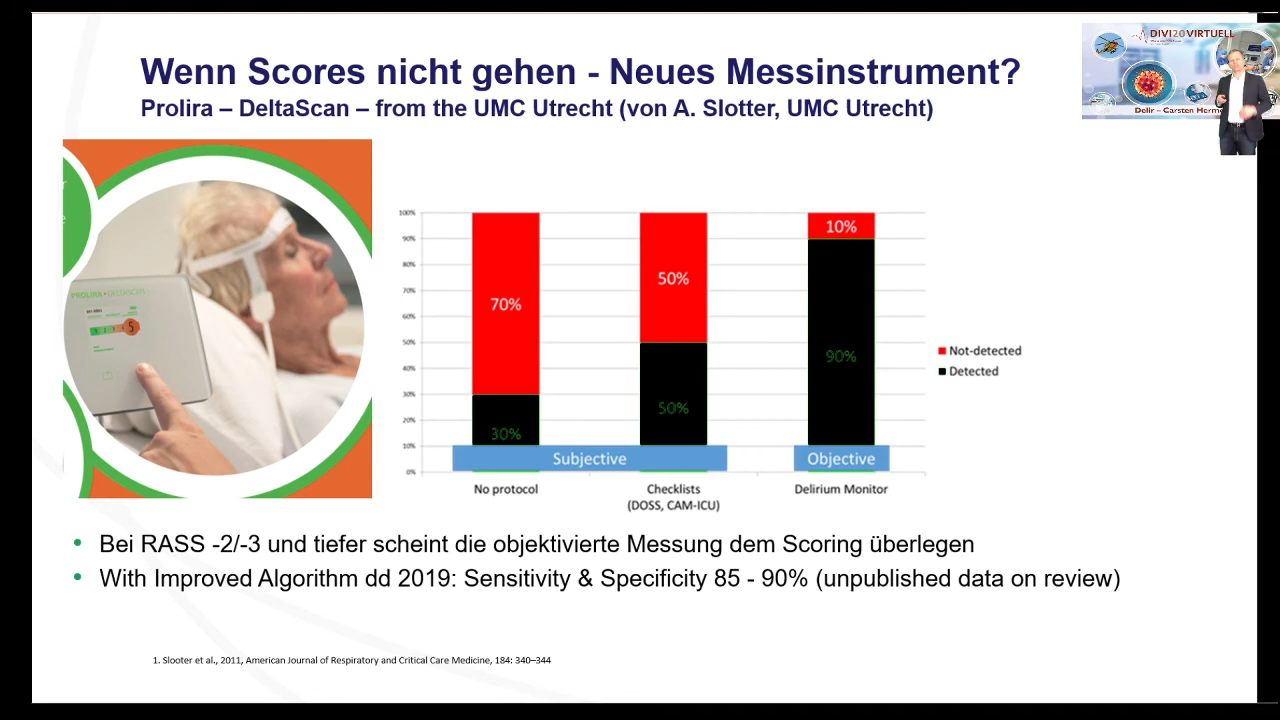 Wenn Scores nicht gehen - Neues Messinstrument?
Prolira – DeltaScan – from the UMC Utrecht (von A. Slotter, UMC Utrecht)
DIVI20VIRTUELL
Delir – Carsten Herm
PROLIRA • DELTASCAN
5
100%
90%
80%
70%
60%
50%
40%
30%
20%
10%
0%
70%
30%
50%
50%
10%
90%
Subjective
Objective
No protocol
Checklists
(DOSS, CAM-ICU)
Delirium Monitor
Not-detected
Detected
• Bei RASS -2/-3 und tiefer scheint die objektivierte Messung dem Scoring überlegen
• With Improved Algorithm dd 2019: Sensitivity & Specificity 85 - 90% (unpublished data on review)
1. Slooter et al., 2011, American Journal of Respiratory and Critical Care Medicine, 184: 340–344